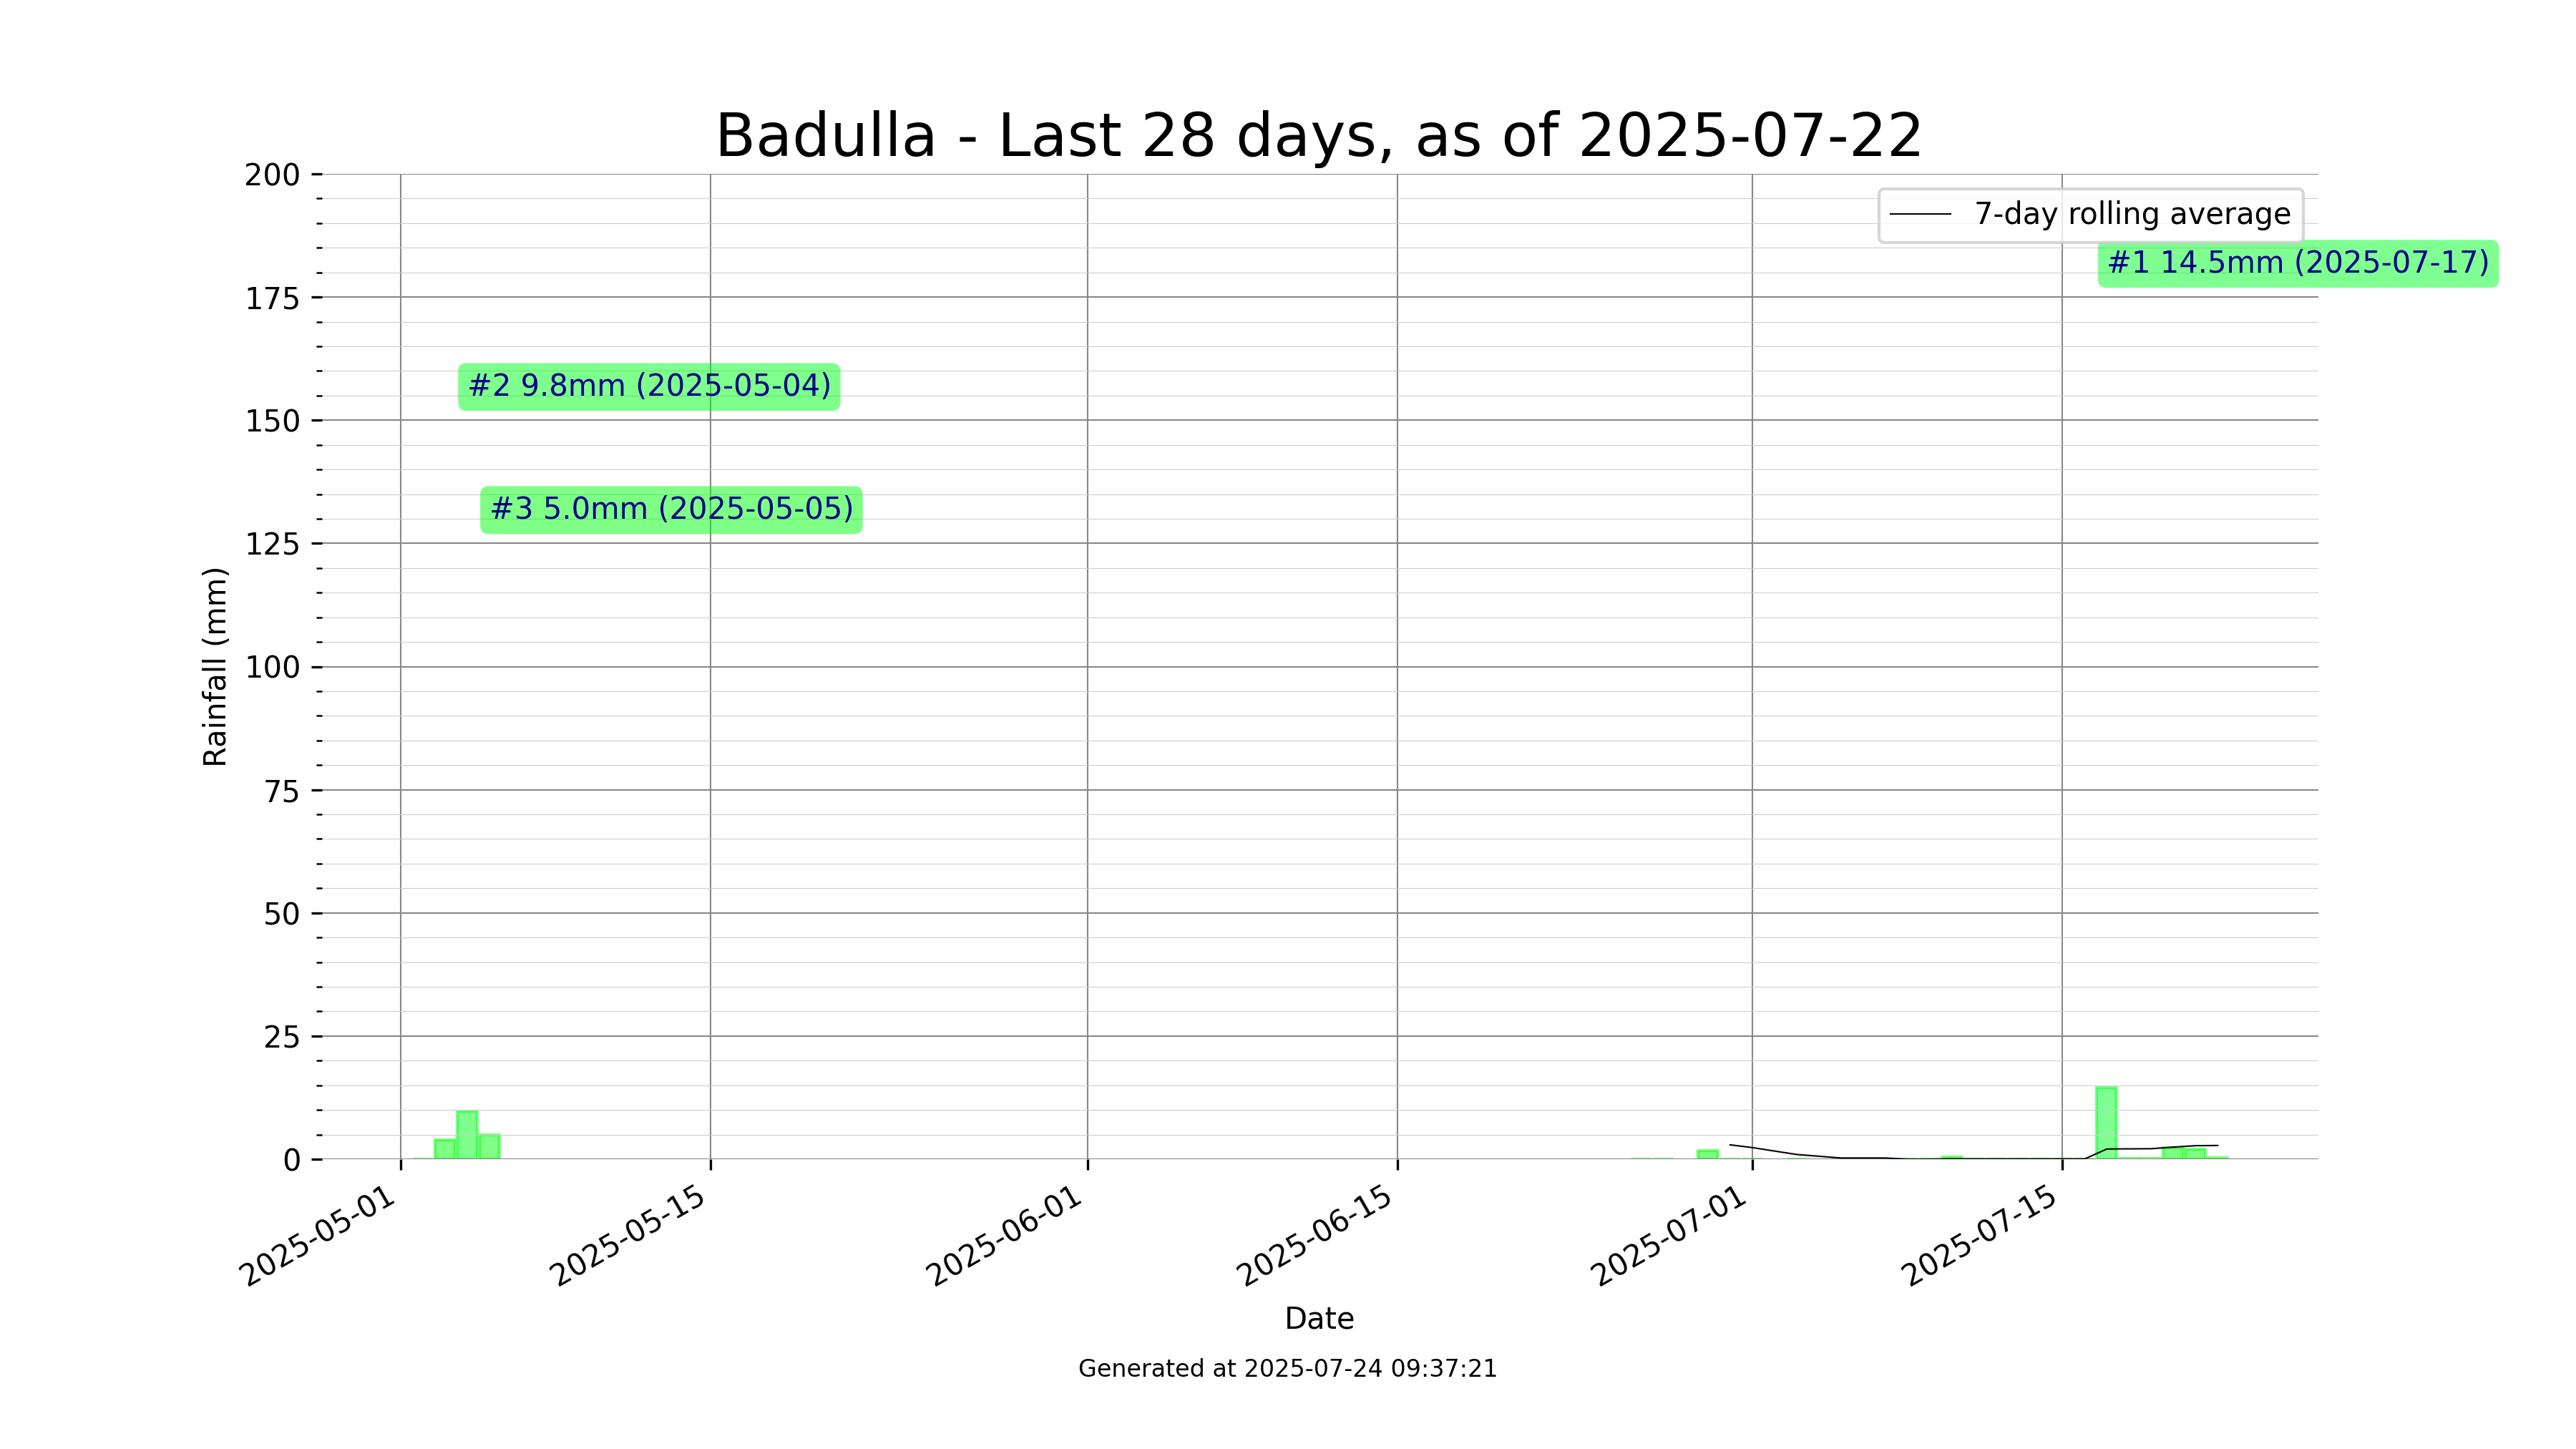 Badulla - Last 28 days, as of 2025-07-22
200
175
150
125
100
75
50
25
0
Rainfall (mm)
7-day rolling average
#1 14.5mm (2025-07-17)
#2 9.8mm (2025-05-04)
#3 5.0mm (2025-05-05)
2025-05-01
2025-05-15
2025-06-01
2025-06-15
2025-07-01
2025-07-15
Date
Generated at 2025-07-24 09:37:21